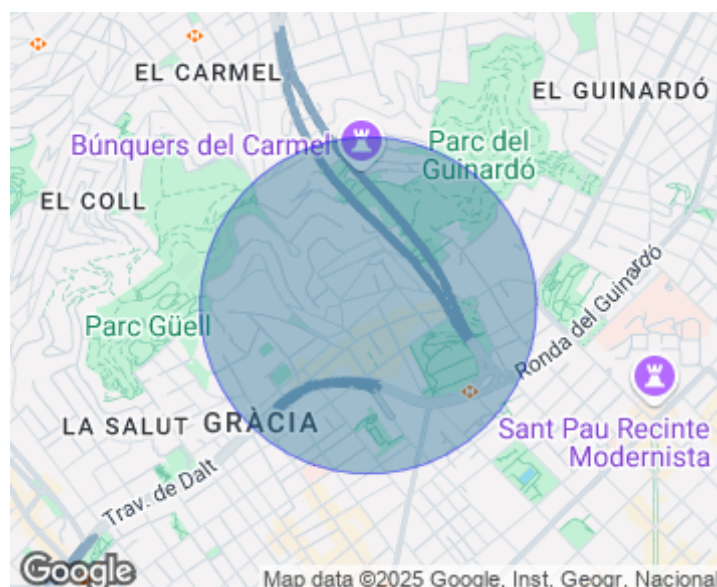 EL CARMEL
EL GUINARDÓ
Búnquers del Carmel
Parc del
Guinardó
EL COLL
Parc Güell
Ronda del Guinardó
LA SALUT
GRÀCIA
Sant Pau Recinte
Modernista
Trav. de Dalt
Google
Map data ©2025 Google, Inst. Geogr. Nacional